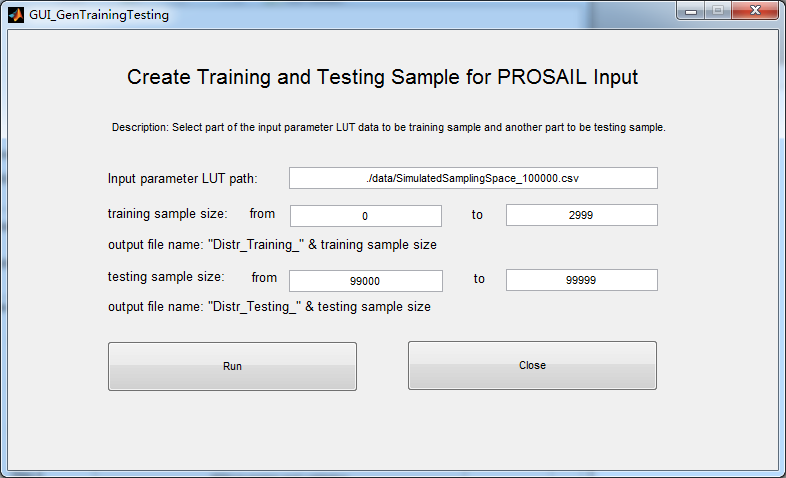 GUI_GenTrainingTesting
Create Training and Testing Sample for PROSAIL Input
Description: Select part of the input parameter LUT data to be training sample and another part to be testing sample.
Input parameter LUT path: ./data/SimulatedSamplingSpace_100000.csv
training sample size: from 0 to 2999
output file name: "Distr_Training_" & training sample size
testing sample size: from 99000 to 99999
output file name: "Distr_Testing_" & testing sample size
Run Close